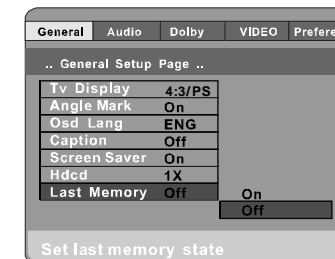 General Audio Dolby VIDEO Prefere
.. General Setup Page ..
Tv Display 4:3/PS
Angle Mark On
Osd Lang ENG
Caption Off
Screen Saver On
Hdcd 1X
Last Memory Off On
Off
Set last memory state